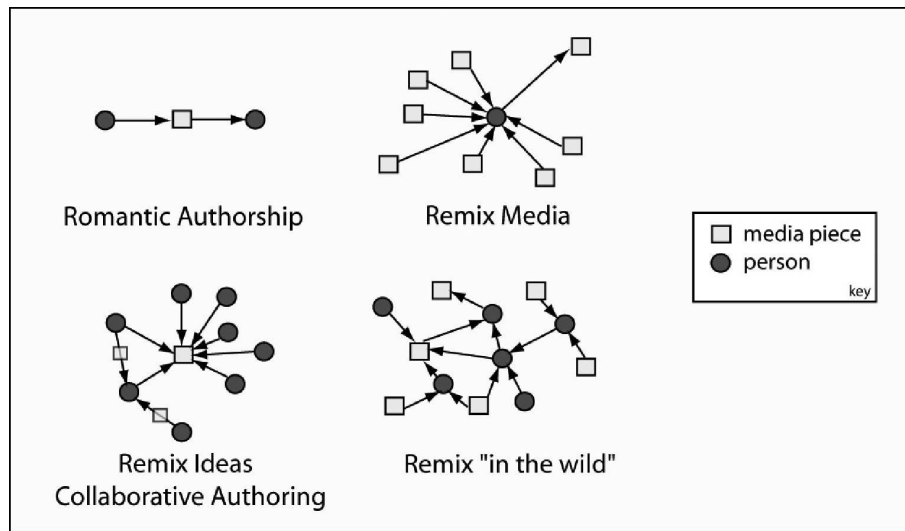 Romantic Authorship
Remix Media
media piece
person
key
Remix Ideas
Collaborative Authoring
Remix "in the wild"